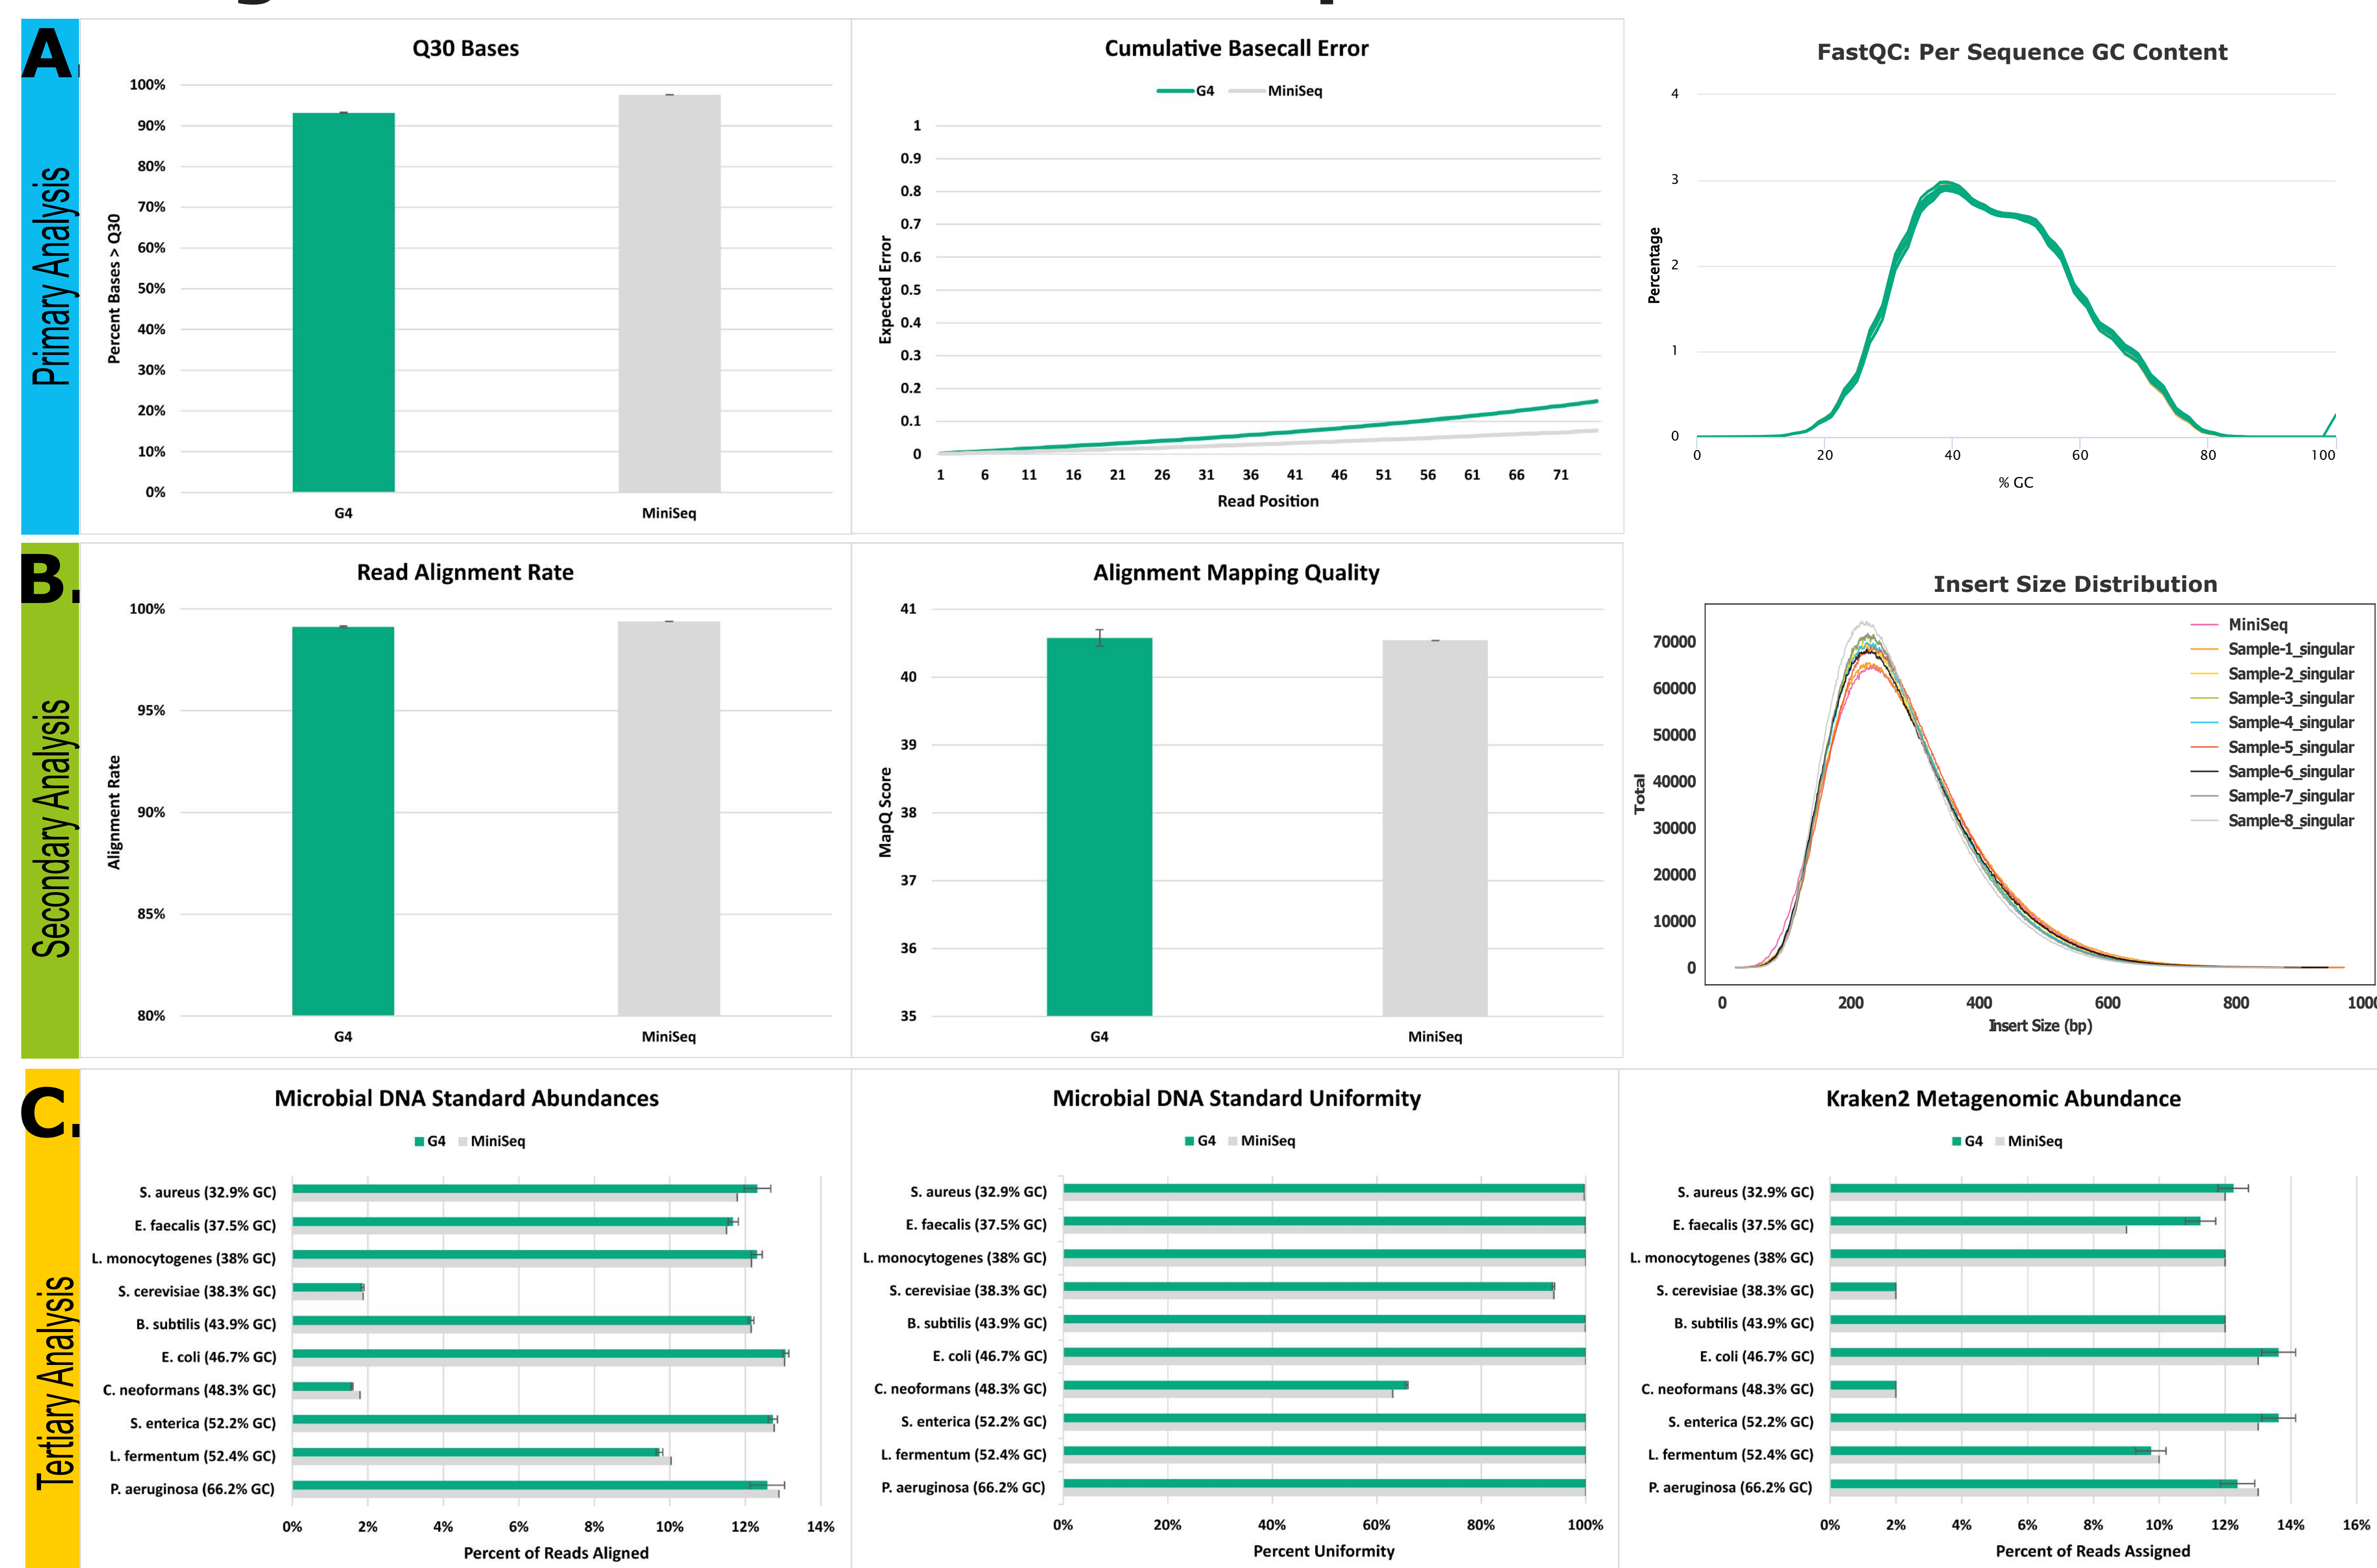 A.
Primary Analysis
Q30 Bases
Percent Bases > Q30
100%
90%
80%
70%
60%
50%
40%
30%
20%
10%
0%
G4
MiniSeq
Cumulative Basecall Error
G4
MiniSeq
Expected Error
1
0.9
0.8
0.7
0.6
0.5
0.4
0.3
0.2
0.1
0
1 6 11 16 21 26 31 36 41 46 51 56 61 66 71
Read Position
FastQC: Per Sequence GC Content
Percentage
4
3
2
1
0
0 20 40 60 80 100
% GC
B.
Secondary Analysis
Read Alignment Rate
Alignment Rate
100%
95%
90%
85%
80%
G4
MiniSeq
Alignment Mapping Quality
MapQ Score
41
40
39
38
37
36
35
G4
MiniSeq
Insert Size Distribution
Total
70000
60000
50000
40000
30000
20000
10000
0
MiniSeq
Sample-1_singular
Sample-2_singular
Sample-3_singular
Sample-4_singular
Sample-5_singular
Sample-6_singular
Sample-7_singular
Sample-8_singular
0 200 400 600 800 1000
Insert Size (bp)
C.
Tertiary Analysis
Microbial DNA Standard Abundances
G4
MiniSeq
S. aureus (32.9% GC)
E. faecalis (37.5% GC)
L. monocytogenes (38% GC)
S. cerevisiae (38.3% GC)
B. subtilis (43.9% GC)
E. coli (46.7% GC)
C. neoformans (48.3% GC)
S. enterica (52.2% GC)
L. fermentum (52.4% GC)
P. aeruginosa (66.2% GC)
0% 2% 4% 6% 8% 10% 12% 14%
Percent of Reads Aligned
Microbial DNA Standard Uniformity
G4
MiniSeq
S. aureus (32.9% GC)
E. faecalis (37.5% GC)
L. monocytogenes (38% GC)
S. cerevisiae (38.3% GC)
B. subtilis (43.9% GC)
E. coli (46.7% GC)
C. neoformans (48.3% GC)
S. enterica (52.2% GC)
L. fermentum (52.4% GC)
P. aeruginosa (66.2% GC)
0% 20% 40% 60% 80% 100%
Percent Uniformity
Kraken2 Metagenomic Abundance
G4
MiniSeq
S. aureus (32.9% GC)
E. faecalis (37.5% GC)
L. monocytogenes (38% GC)
S. cerevisiae (38.3% GC)
B. subtilis (43.9% GC)
E. coli (46.7% GC)
C. neoformans (48.3% GC)
S. enterica (52.2% GC)
L. fermentum (52.4% GC)
P. aeruginosa (66.2% GC)
0% 2% 4% 6% 8% 10% 12% 14% 16%
Percent of Reads Assigned